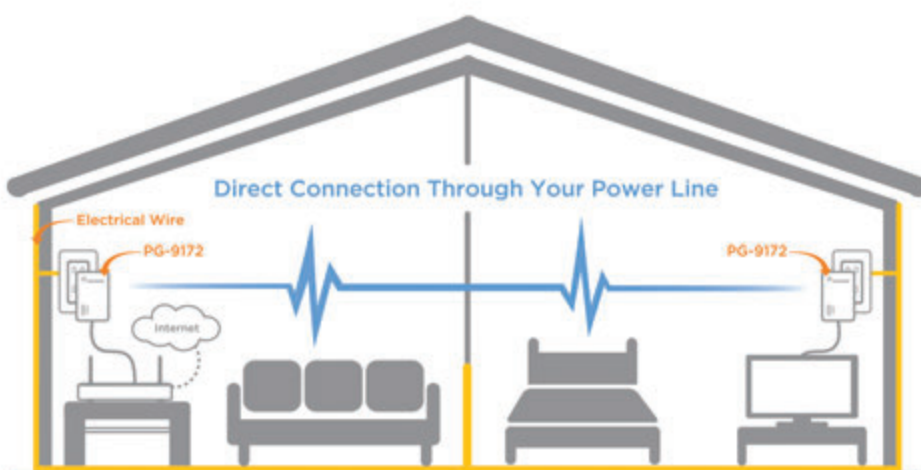 Direct Connection Through Your Power Line
Electrical Wire
PG-9172
PG-9172
Internet